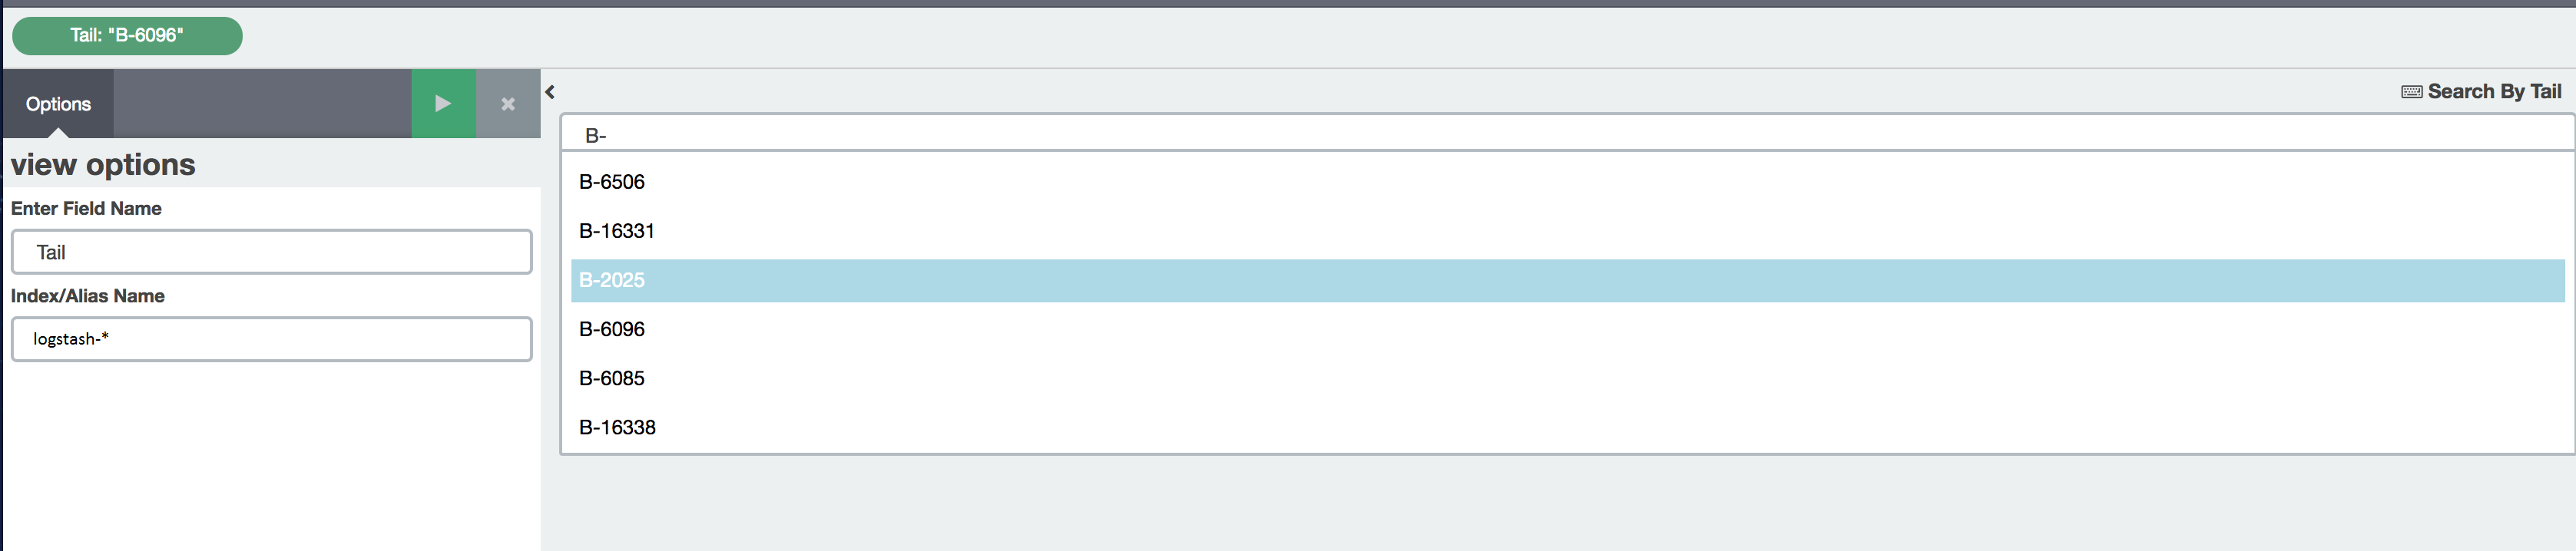 Tail: "B-6096"
Options
view options
Enter Field Name
Tail
Index/Alias Name
logstash-*
Search By Tail
B-
B-6506
B-16331
B-2025
B-6096
B-6085
B-16338